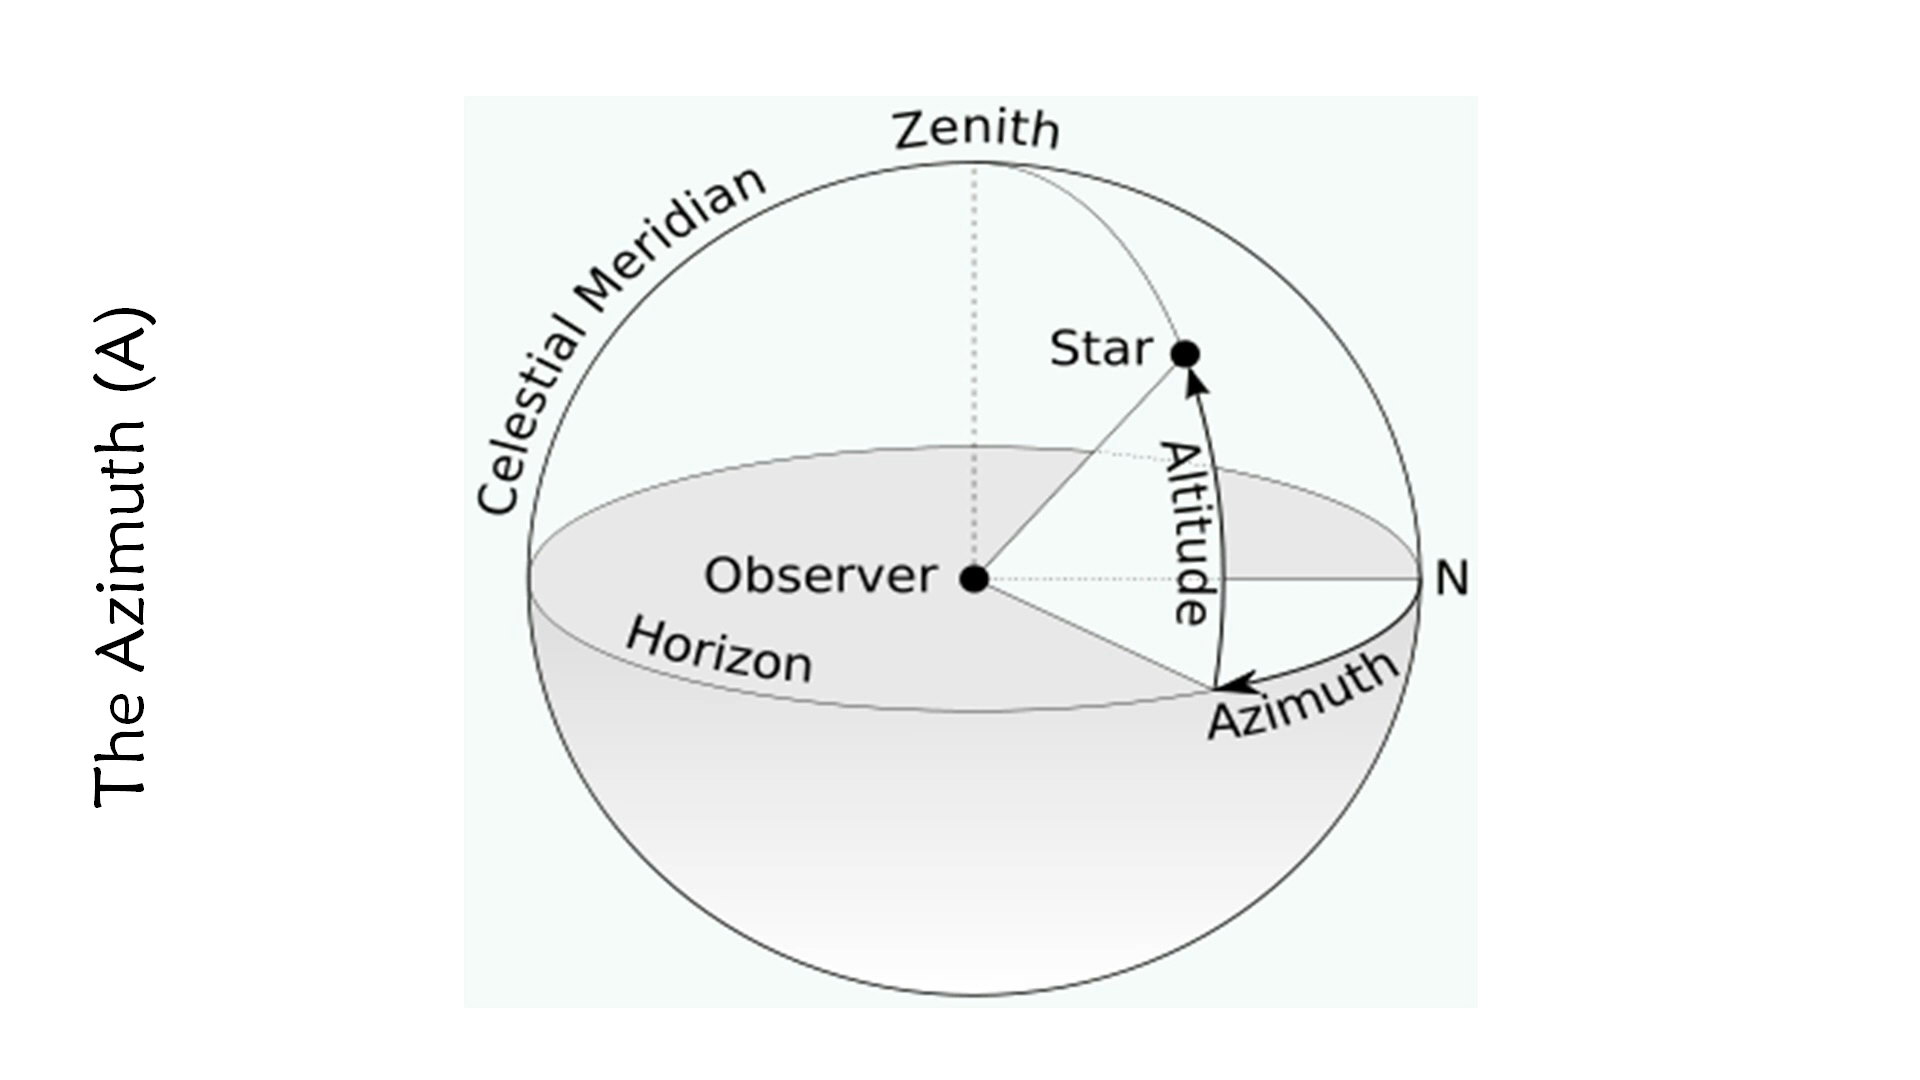 The Azimuth (A)
Zenith
Celestial Meridian
Star
Altitude
Observer
N
Horizon
Azimuth